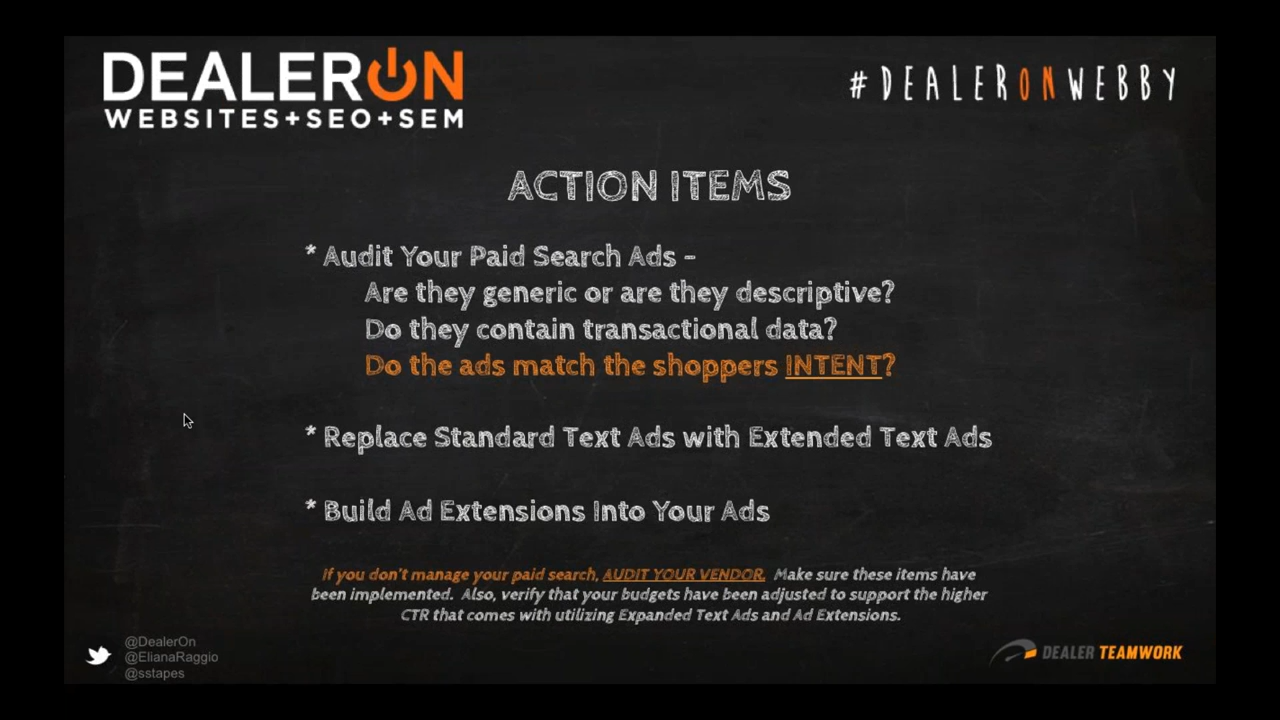 DEALERON
WEBSITES+SEO+SEM
#DEALERONWEBBY
ACTION ITEMS
* Audit Your Paid Search Ads –
Are they generic or are they descriptive?
Do they contain transactional data?
Do the ads match the shoppers INTENT?
* Replace Standard Text Ads with Extended Text Ads
* Build Ad Extensions Into Your Ads
If you don't manage your paid search, AUDIT YOUR VENDOR. Make sure these items have
been implemented. Also, verify that your budgets have been adjusted to support the higher
CTR that comes with utilizing Expanded Text Ads and Ad Extensions.
@DealerOn
@ElianaRaggio
@sstapes
DEALER TEAMWORK